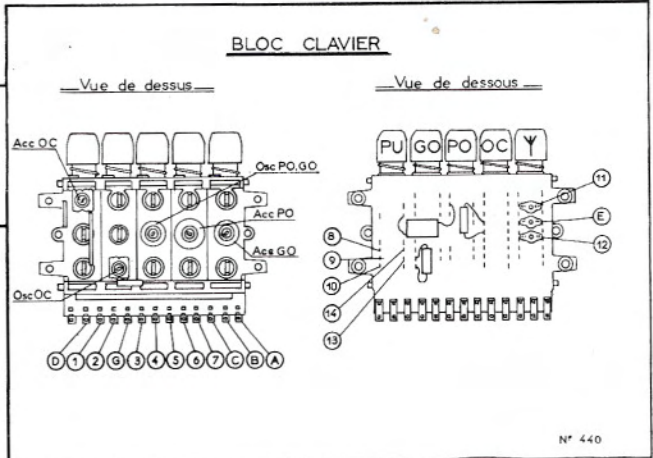 BLOC CLAVIER
Vue de dessus
Vue de dessous
Acc OC
Osc PO,GO
Acc PO
Acc GO
Osc OC
D 1 2 G 3 4 5 6 7 C B A
PU GO PO OC
11
E
12
8
9
10
14
13
N° 440